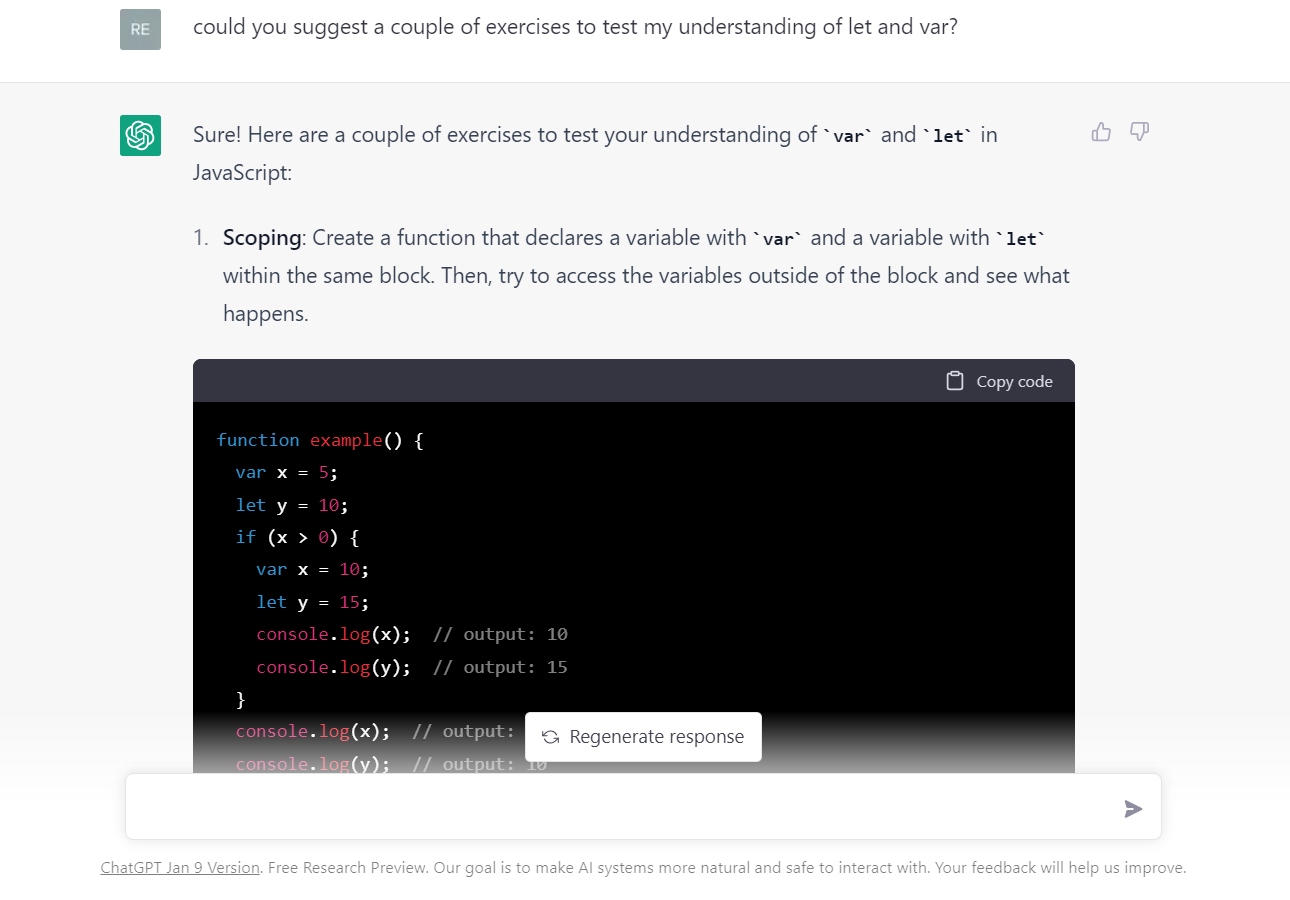 RE
could you suggest a couple of exercises to test my understanding of let and var?
Sure! Here are a couple of exercises to test your understanding of `var` and `let` in
JavaScript:
1. Scoping: Create a function that declares a variable with `var` and a variable with `let`
within the same block. Then, try to access the variables outside of the block and see what
happens.
Copy code
function example() {
  var x = 5;
  let y = 10;
  if (x > 0) {
    var x = 10;
    let y = 15;
    console.log(x);  // output: 10
    console.log(y);  // output: 15
  }
  console.log(x);  // output:
  console.log(y);  // output: 10
Regenerate response
ChatGPT Jan 9 Version. Free Research Preview. Our goal is to make AI systems more natural and safe to interact with. Your feedback will help us improve.